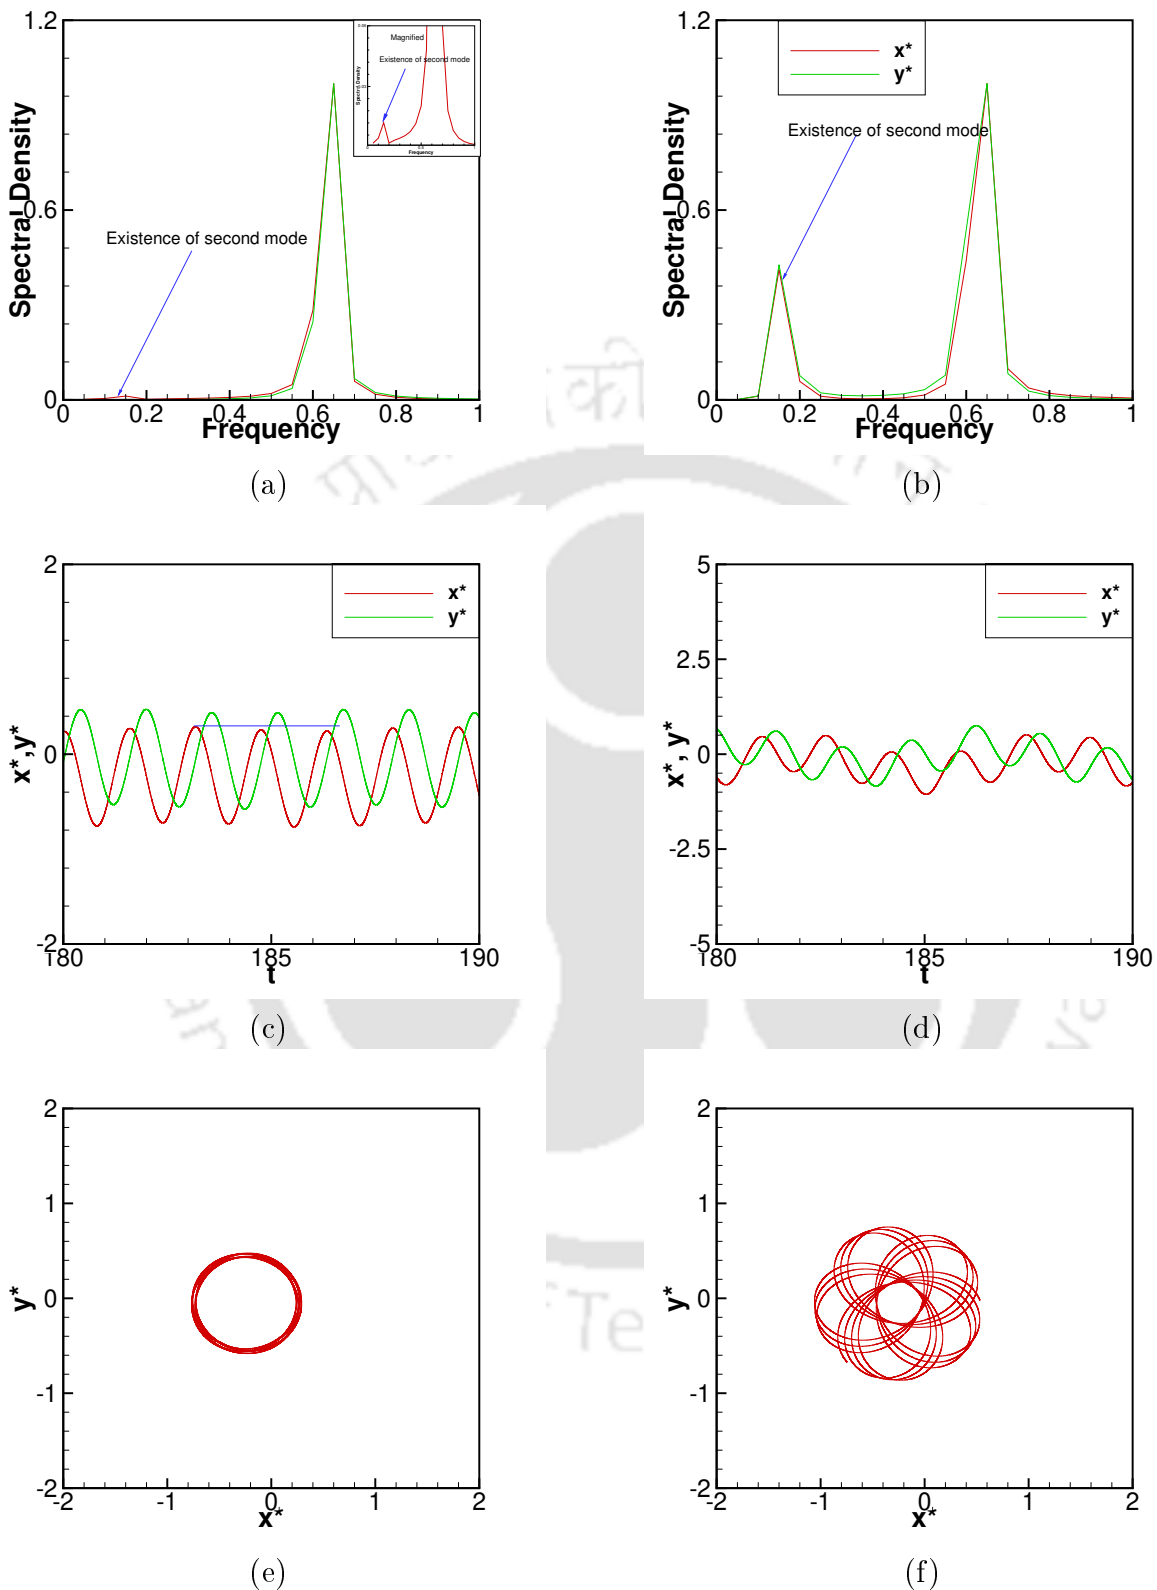 1.2
0.6
0
0 0.2 0.4 0.6 0.8 1
Spectral Density
Frequency
Existence of second mode
Magnified
Existence of second mode
Spectral Density
Frequency
(a)
1.2
0.6
0
0 0.2 0.4 0.6 0.8 1
Spectral Density
Frequency
x*
y*
Existence of second mode
(b)
2
0
-2
180 185 190
x*,y*
t
x*
y*
(c)
5
2.5
0
-2.5
-5
180 185 190
x*, y*
t
x*
y*
(d)
2
1
0
-1
-2
-2 -1 0 1 2
y*
x*
(e)
2
1
0
-1
-2
-2 -1 0 1 2
y*
x*
(f)